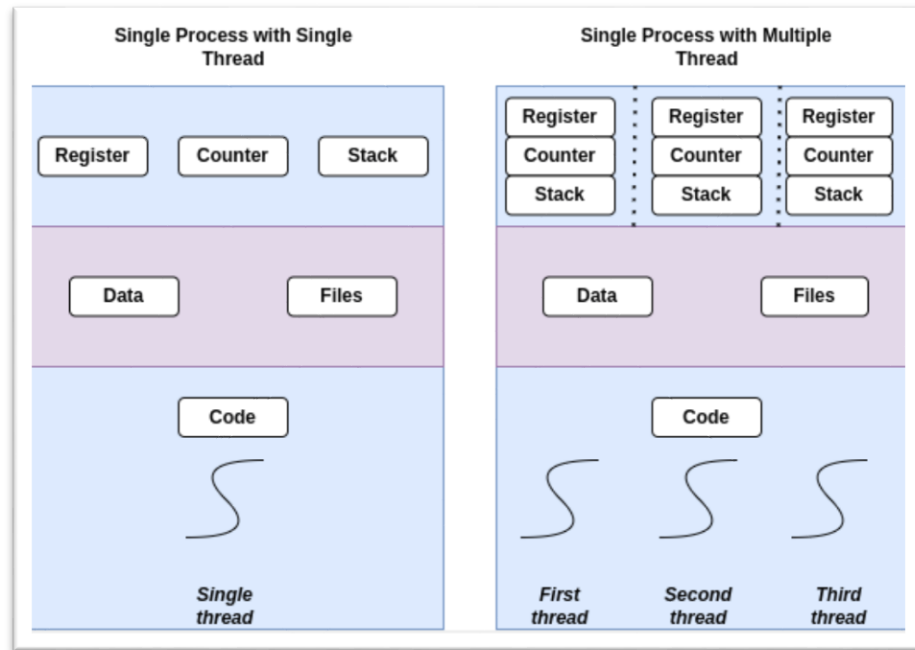 Single Process with Single
Thread
Register
Counter
Stack
Data
Files
Code
Single
thread
Single Process with Multiple
Thread
Register
Counter
Stack
Register
Counter
Stack
Register
Counter
Stack
Data
Files
Code
First
thread
Second
thread
Third
thread